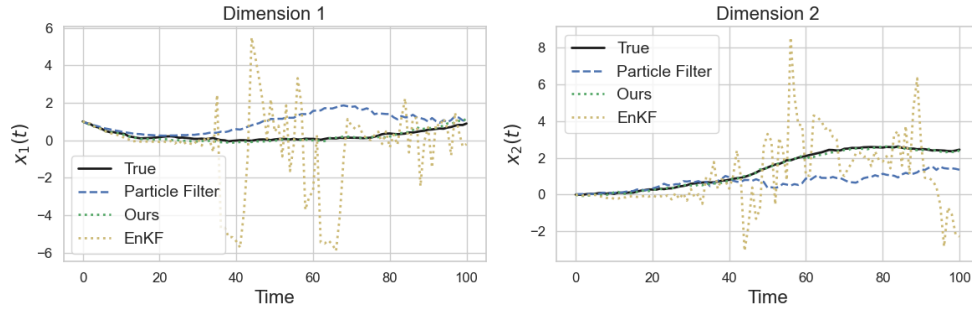 Dimension 1
6
4
2
0
−2
−4
−6
x₁(t)
True
Particle Filter
Ours
EnKF
0 20 40 60 80 100
Time
Dimension 2
8
6
4
2
0
−2
x₂(t)
True
Particle Filter
Ours
EnKF
0 20 40 60 80 100
Time